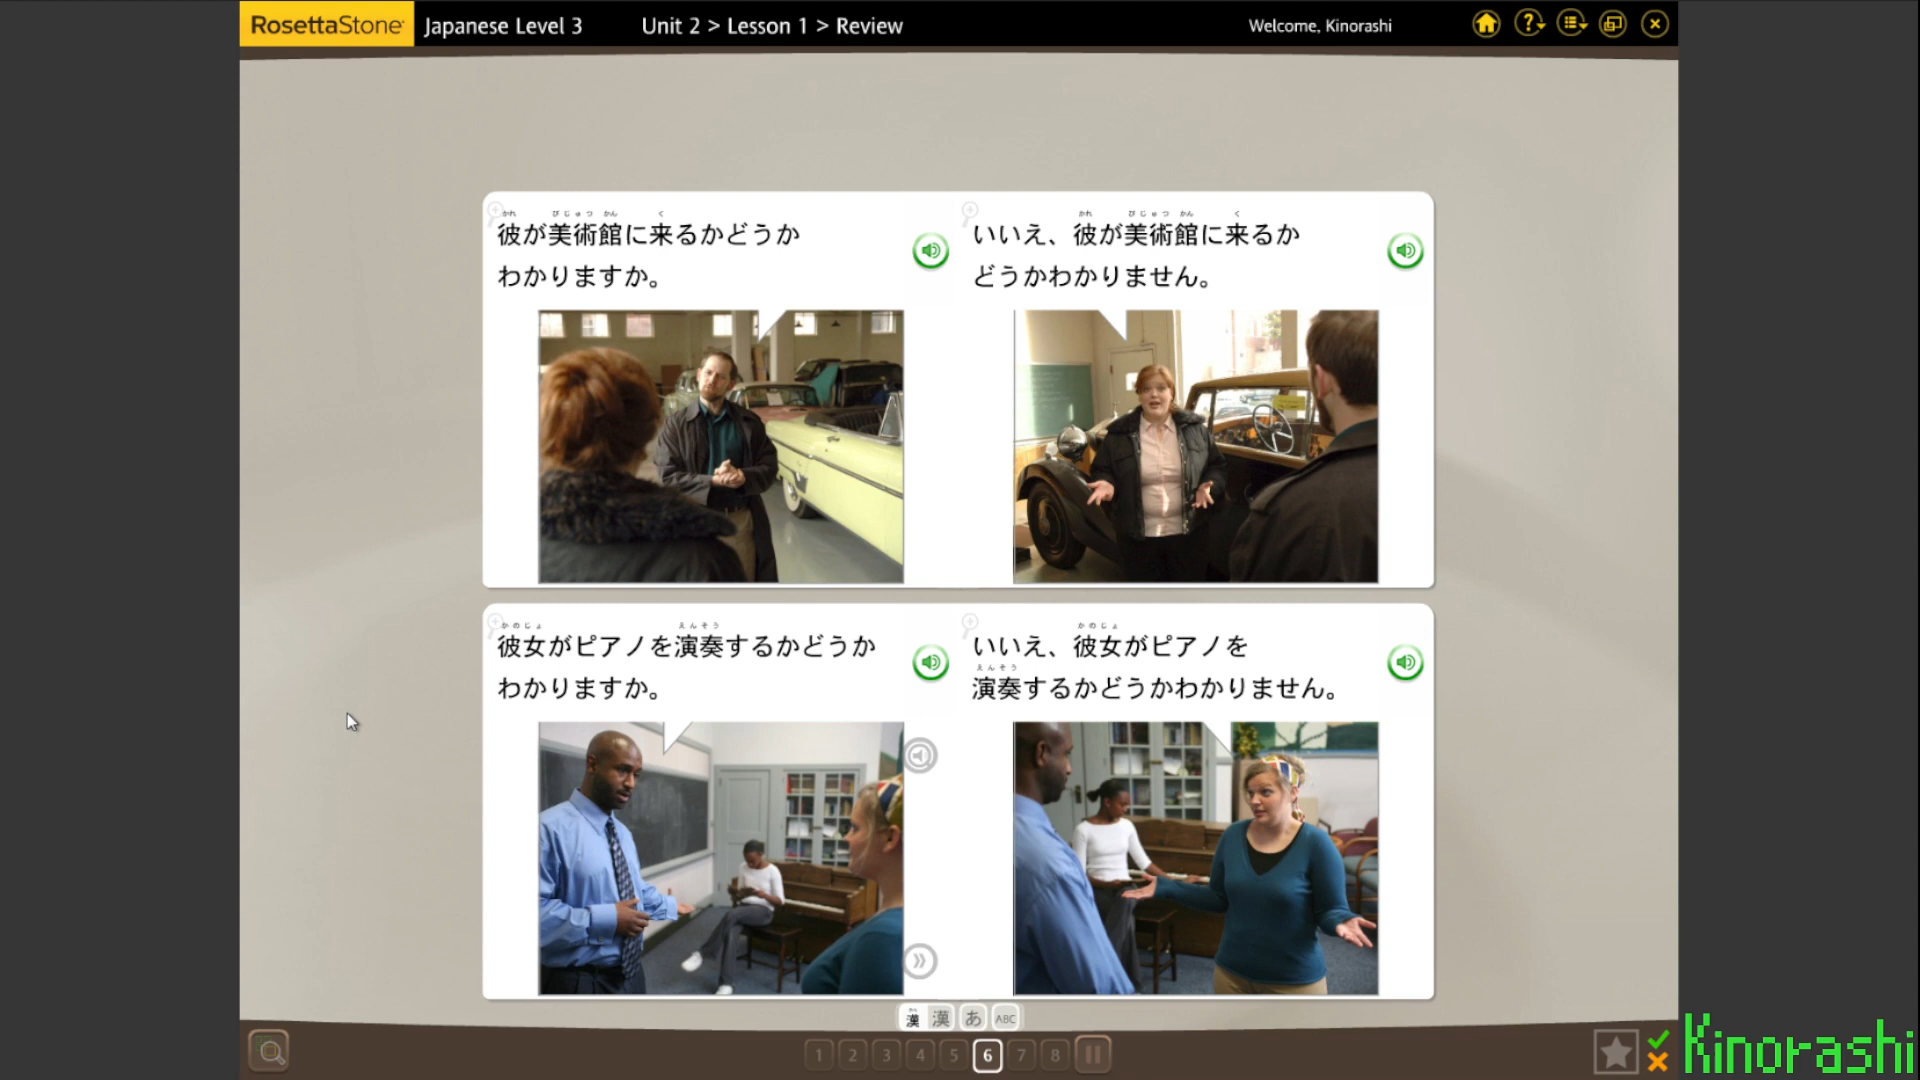 RosettaStone Japanese Level 3 Unit 2 > Lesson 1 > Review Welcome, Kinorashi
かれ びじゅつ かん く
彼が美術館に来るかどうか
わかりますか。
かれ びじゅつ かん く
いいえ、彼が美術館に来るか
どうかわかりません。
かのじょ えんそう
彼女がピアノを演奏するかどうか
わかりますか。
かのじょ
いいえ、彼女がピアノを
えんそう
演奏するかどうかわかりません。
漢 漢 あ ABC
1 2 3 4 5 6 7 8
Kinorashi